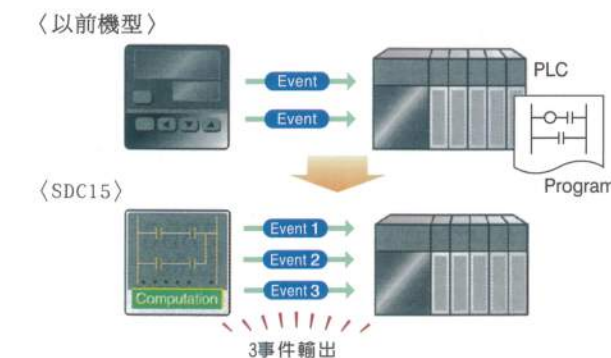 〈以前機型〉
Event
Event
PLC
Program
〈SDC15〉
Computation
Event 1
Event 2
Event 3
3事件輸出